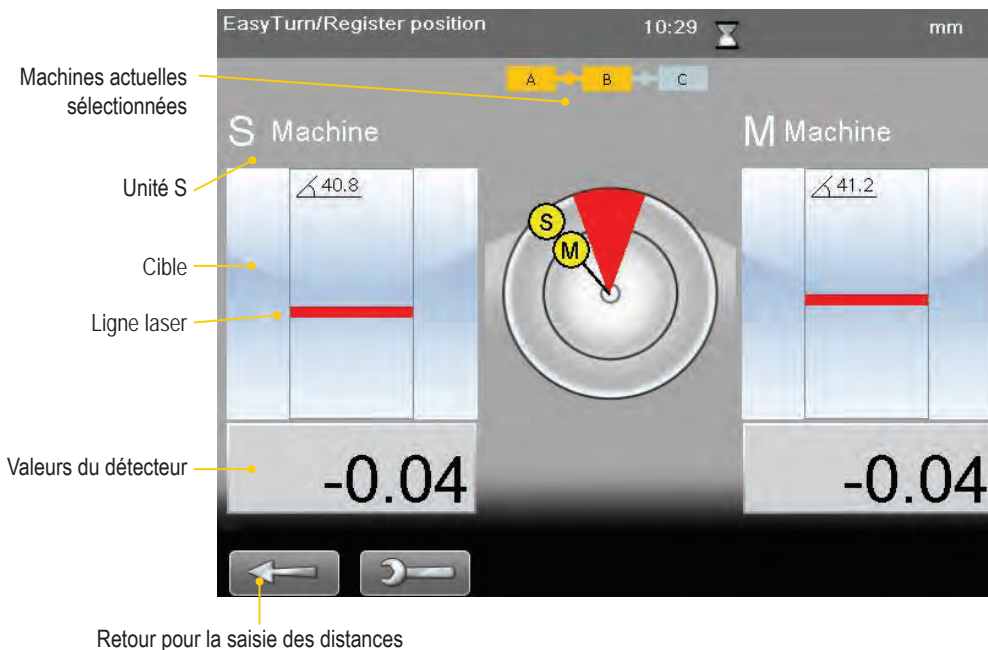 EasyTurn/Register position 10:29 mm
Machines actuelles
sélectionnées
A B C
S Machine M Machine
Unité S
40.8 41.2
S
M
Cible
Ligne laser
Valeurs du détecteur
-0.04 -0.04
Retour pour la saisie des distances